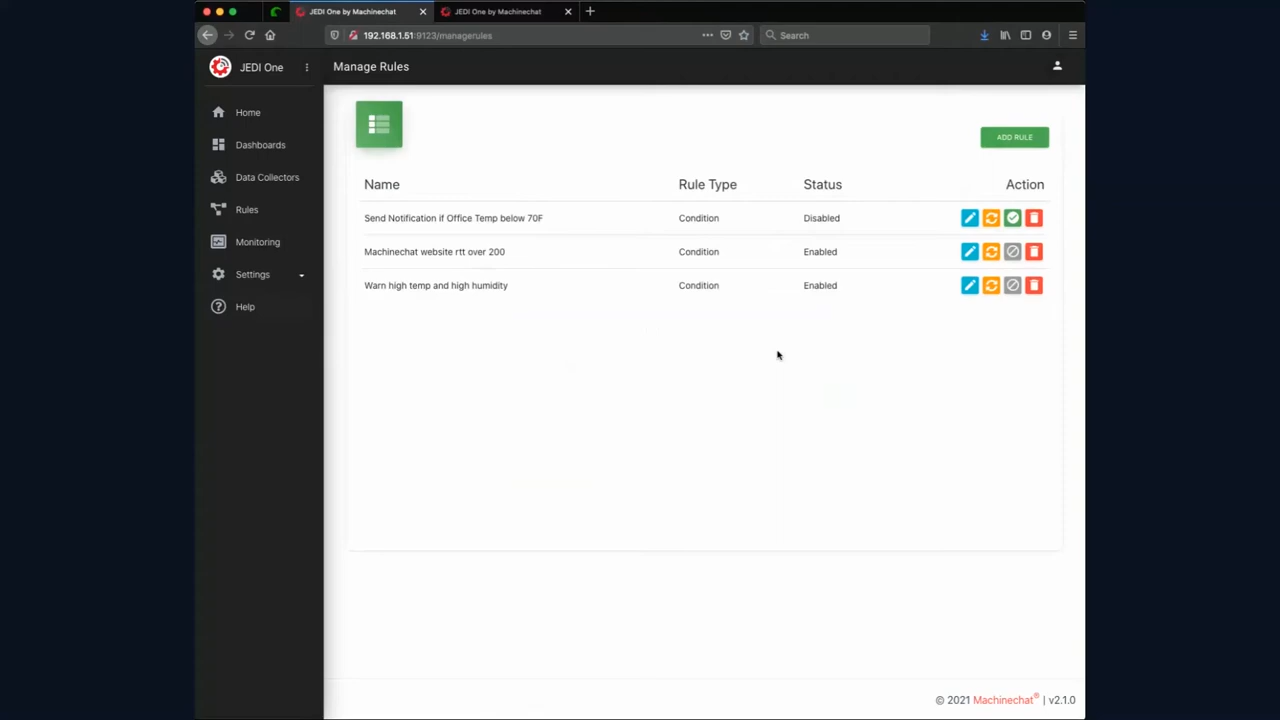 JEDI One by Machinechat
JEDI One by Machinechat
192.168.1.51:9123/managerules
Search
JEDI One
Manage Rules
Home
Dashboards
Data Collectors
Rules
Monitoring
Settings
Help
ADD RULE
Name Rule Type Status Action
Send Notification if Office Temp below 70F Condition Disabled
Machinechat website rtt over 200 Condition Enabled
Warn high temp and high humidity Condition Enabled
© 2021 Machinechat® | v2.1.0